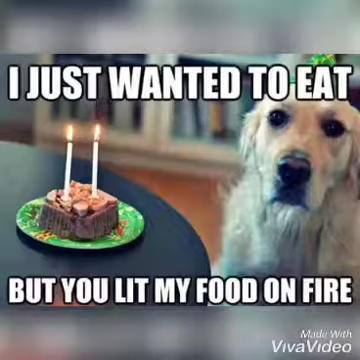 I JUST WANTED TO EAT
BUT YOU LIT MY FOOD ON FIRE
Made With
VivaVideo